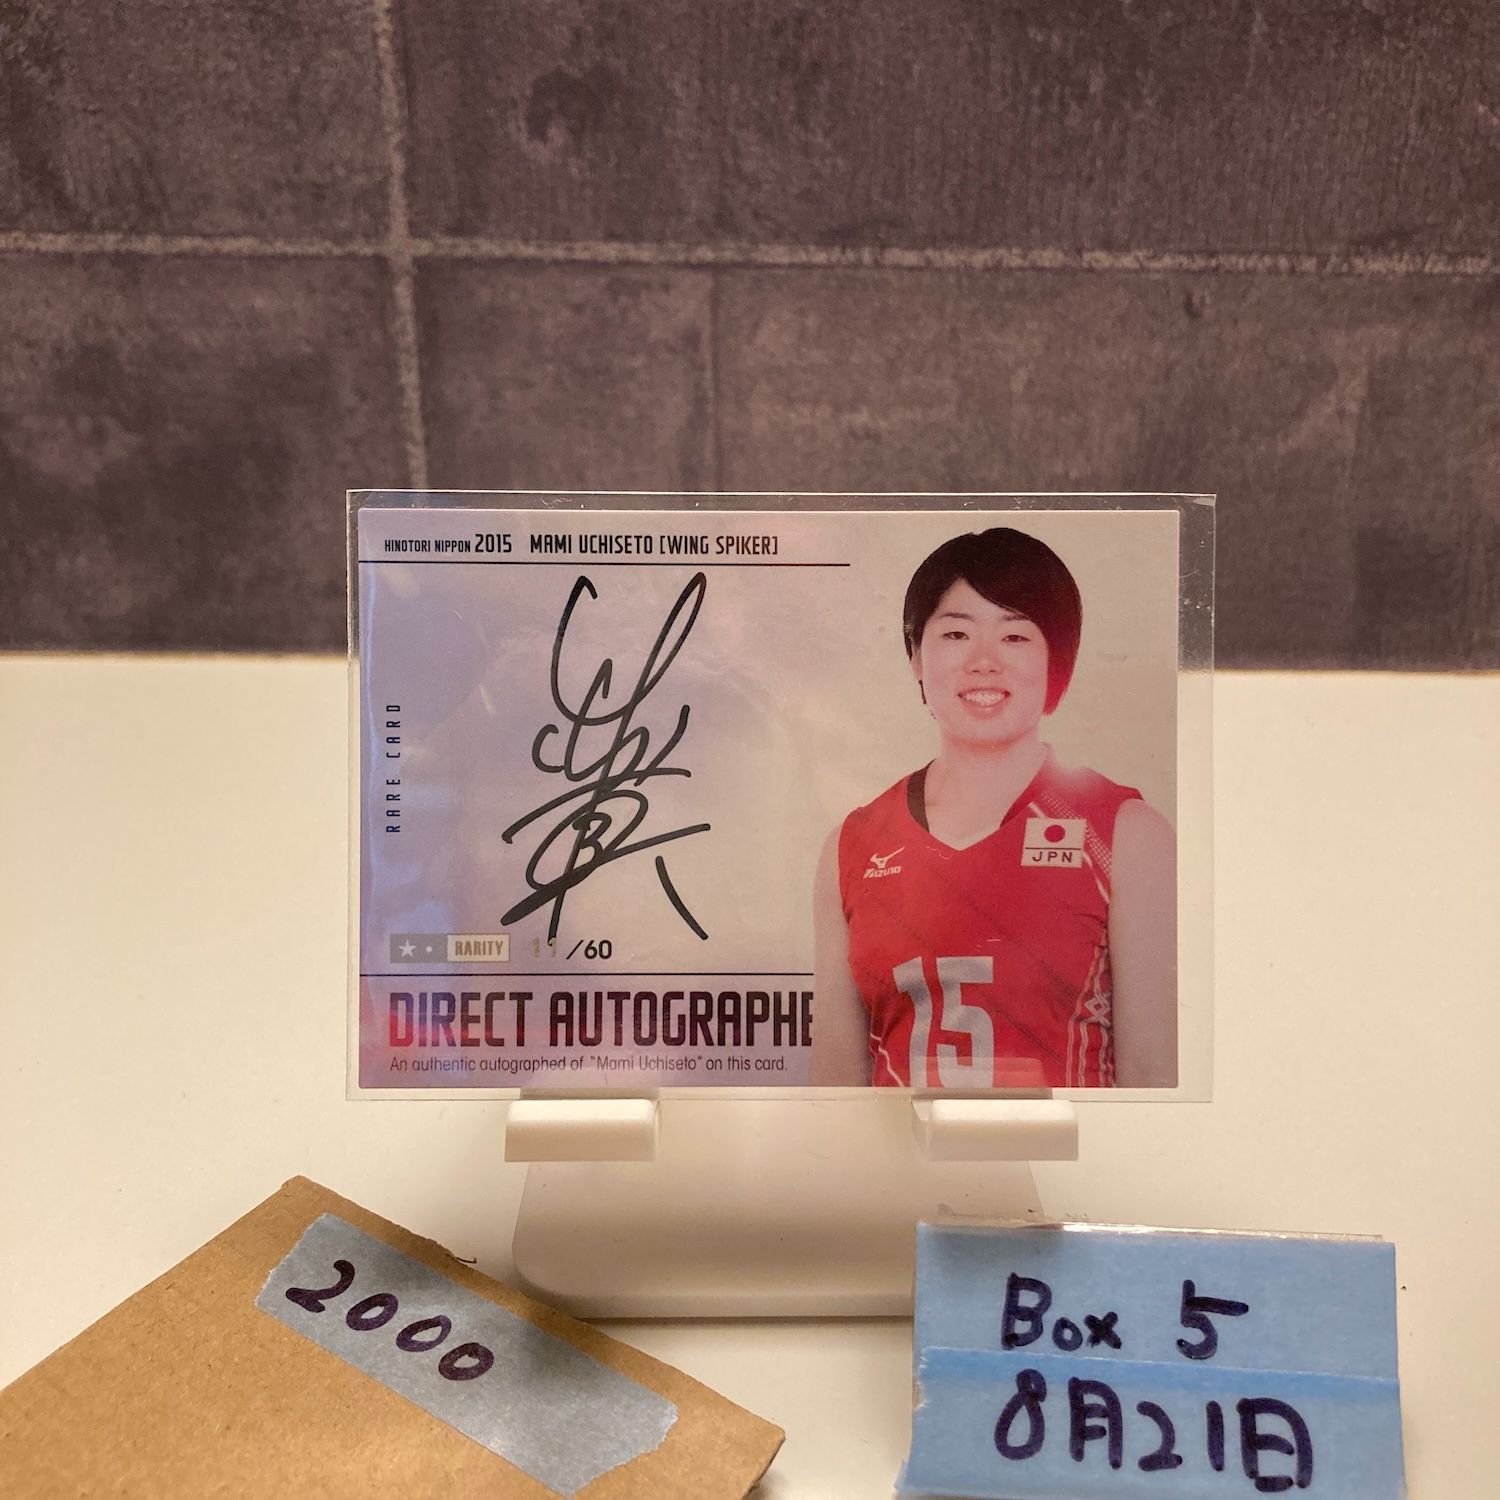 HINOTORI NIPPON 2015 MAMI UCHISETO [WING SPIKER]
RARE CARD
MIZUNO
JPN
15
RARITY 11/60
DIRECT AUTOGRAPHE
An authentic autographed of "Mami Uchiseto" on this card.
2000
Box 5
8月21日